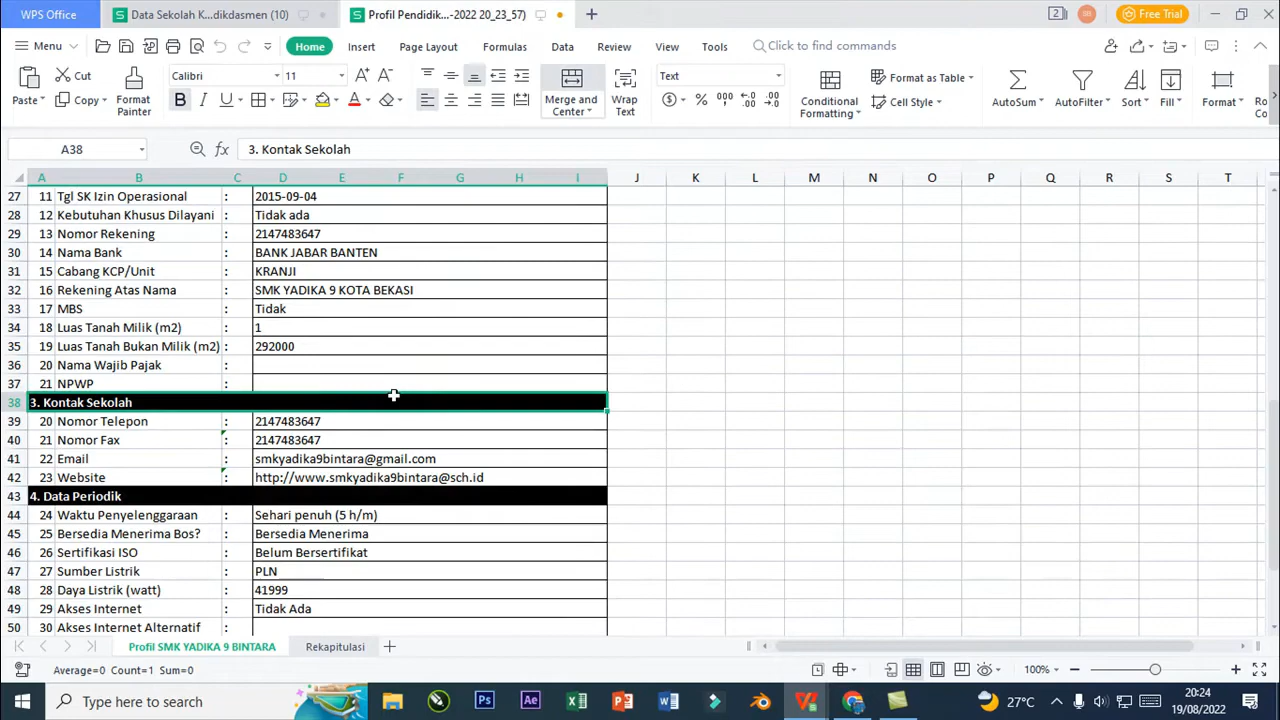 WPS Office
Data Sekolah K...dikdasmen (10)
Profil Pendidik...-2022 20_23_57)
2
Free Trial
Menu
Home
Insert
Page Layout
Formulas
Data
Review
View
Tools
Click to find commands
Paste
Cut
Copy
Format Painter
Calibri
11
Merge and Center
Wrap Text
Text
Conditional Formatting
Format as Table
Cell Style
AutoSum
AutoFilter
Sort
Fill
Format
A38
3. Kontak Sekolah
A B C D E F G H I J K L M N O P Q R S T
27 11 Tgl SK Izin Operasional : 2015-09-04
28 12 Kebutuhan Khusus Dilayani : Tidak ada
29 13 Nomor Rekening : 2147483647
30 14 Nama Bank : BANK JABAR BANTEN
31 15 Cabang KCP/Unit : KRANJI
32 16 Rekening Atas Nama : SMK YADIKA 9 KOTA BEKASI
33 17 MBS : Tidak
34 18 Luas Tanah Milik (m2) : 1
35 19 Luas Tanah Bukan Milik (m2) : 292000
36 20 Nama Wajib Pajak :
37 21 NPWP :
38 3. Kontak Sekolah
39 20 Nomor Telepon : 2147483647
40 21 Nomor Fax : 2147483647
41 22 Email : smkyadika9bintara@gmail.com
42 23 Website : http://www.smkyadika9bintara@sch.id
43 4. Data Periodik
44 24 Waktu Penyelenggaraan : Sehari penuh (5 h/m)
45 25 Bersedia Menerima Bos? : Bersedia Menerima
46 26 Sertifikasi ISO : Belum Bersertifikat
47 27 Sumber Listrik : PLN
48 28 Daya Listrik (watt) : 41999
49 29 Akses Internet : Tidak Ada
50 30 Akses Internet Alternatif :
Profil SMK YADIKA 9 BINTARA
Rekapitulasi
Average=0 Count=1 Sum=0
100%
Type here to search
27°C
20:24
19/08/2022